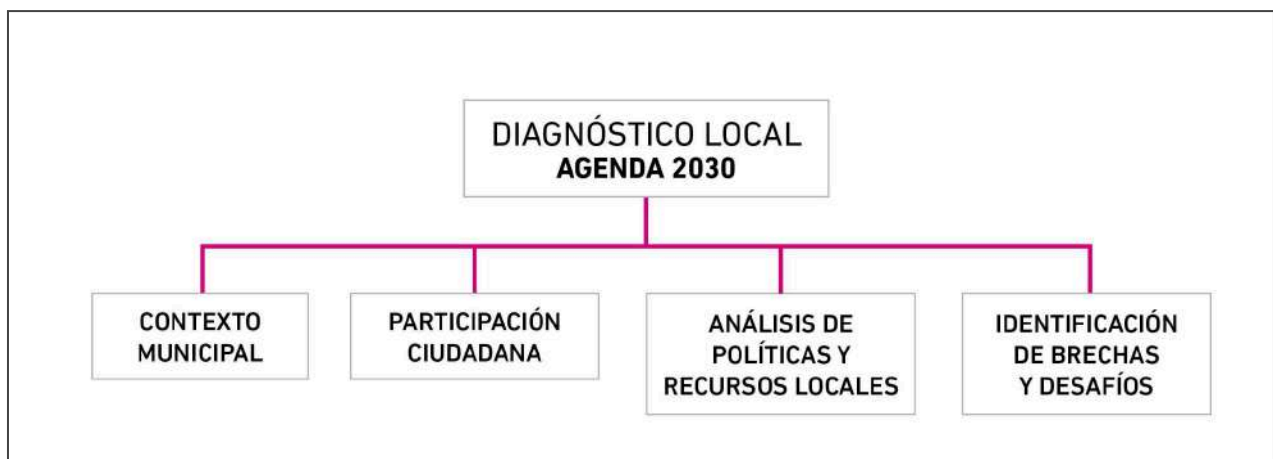 DIAGNÓSTICO LOCAL
AGENDA 2030
CONTEXTO
MUNICIPAL
PARTICIPACIÓN
CIUDADANA
ANÁLISIS DE
POLÍTICAS Y
RECURSOS LOCALES
IDENTIFICACIÓN
DE BRECHAS
Y DESAFÍOS